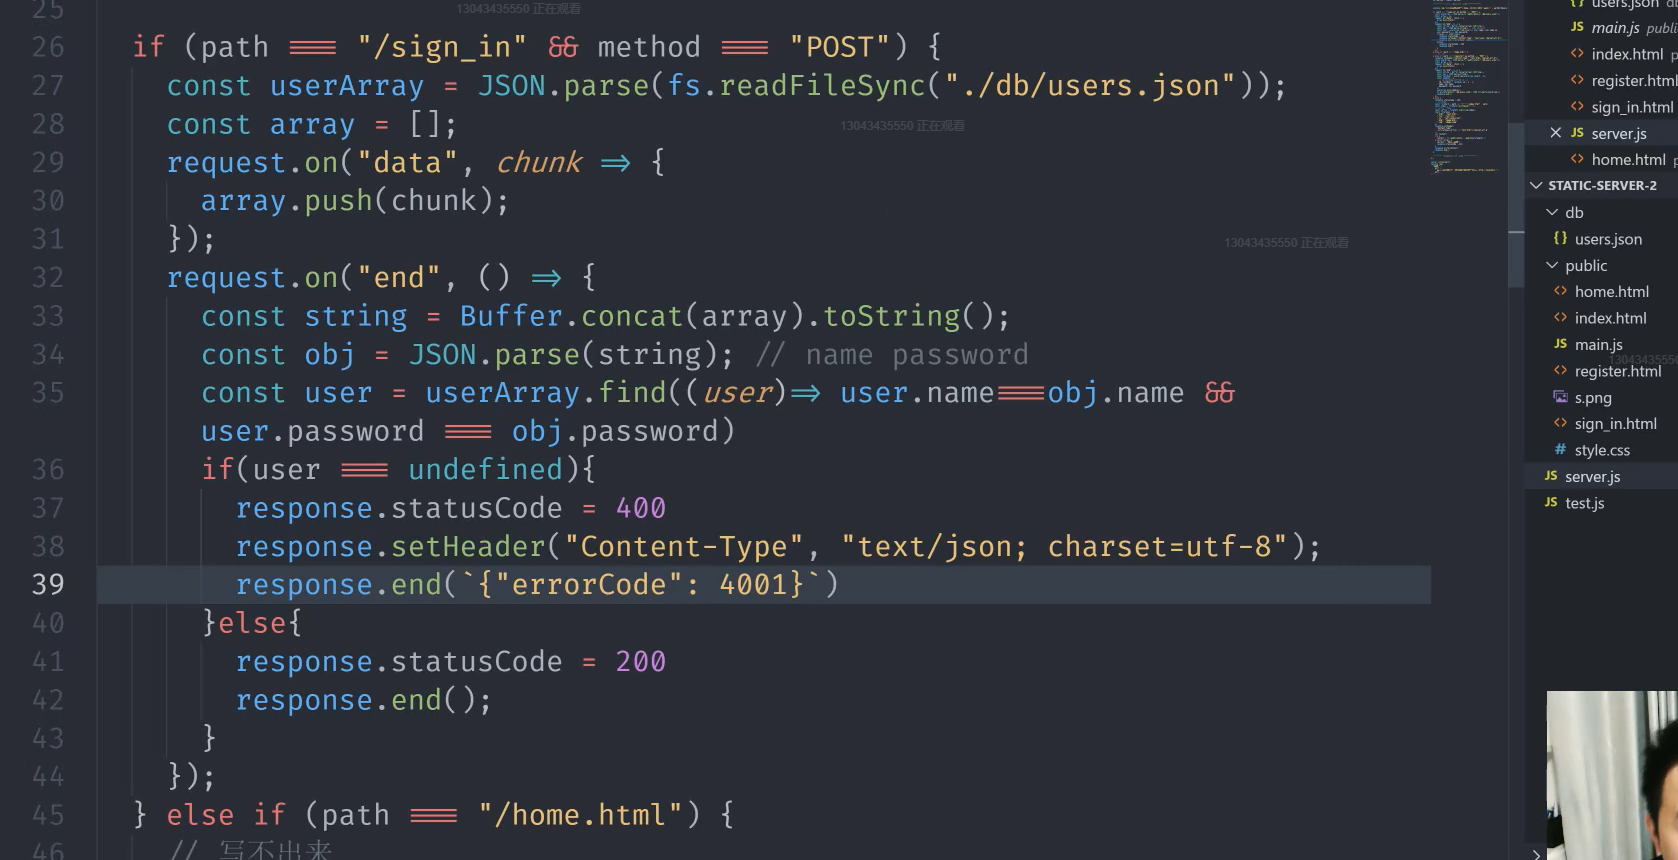 25
13043435550 正在观看
26 if (path === "/sign_in" && method === "POST") {
27 const userArray = JSON.parse(fs.readFileSync("./db/users.json"));
28 const array = [];
13043435550 正在观看
29 request.on("data", chunk => {
30 array.push(chunk);
31 });
13043435550 正在观看
32 request.on("end", () => {
33 const string = Buffer.concat(array).toString();
34 const obj = JSON.parse(string); // name password
35 const user = userArray.find((user)=> user.name===obj.name &&
user.password === obj.password)
36 if(user === undefined){
37 response.statusCode = 400
38 response.setHeader("Content-Type", "text/json; charset=utf-8");
39 response.end(`{"errorCode": 4001}`)
40 }else{
41 response.statusCode = 200
42 response.end();
43 }
44 });
45 } else if (path === "/home.html") {
46 // 写不出来
{} users.json db
JS main.js publi
<> index.html p
<> register.html
<> sign_in.html
× JS server.js
<> home.html p
STATIC-SERVER-2
db
{} users.json
public
<> home.html
<> index.html
JS main.js
1304343555
<> register.html
s.png
<> sign_in.html
# style.css
JS server.js
JS test.js